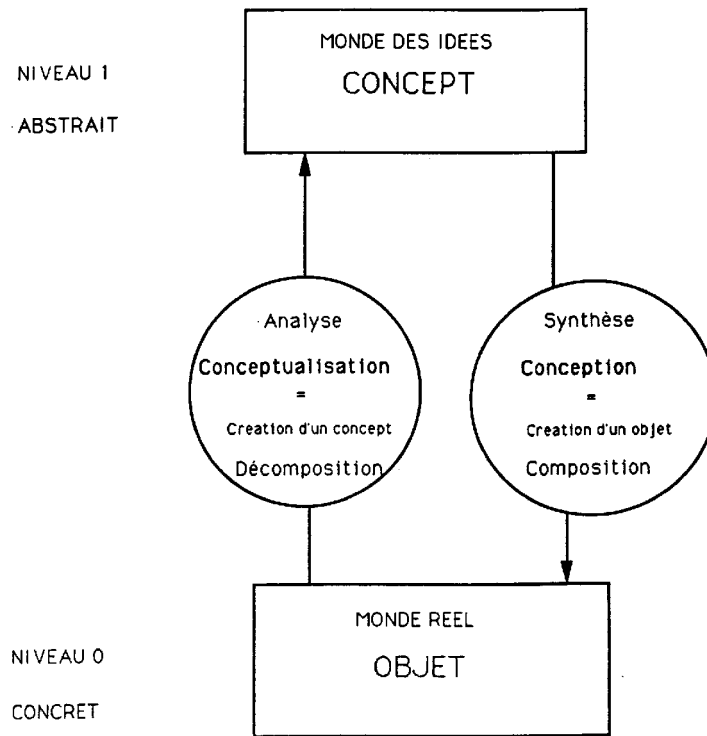 MONDE DES IDEES
CONCEPT
NIVEAU 1
ABSTRAIT
Analyse
Conceptualisation
=
Creation d'un concept
Décomposition
Synthèse
Conception
=
Creation d'un objet
Composition
MONDE REEL
OBJET
NIVEAU 0
CONCRET